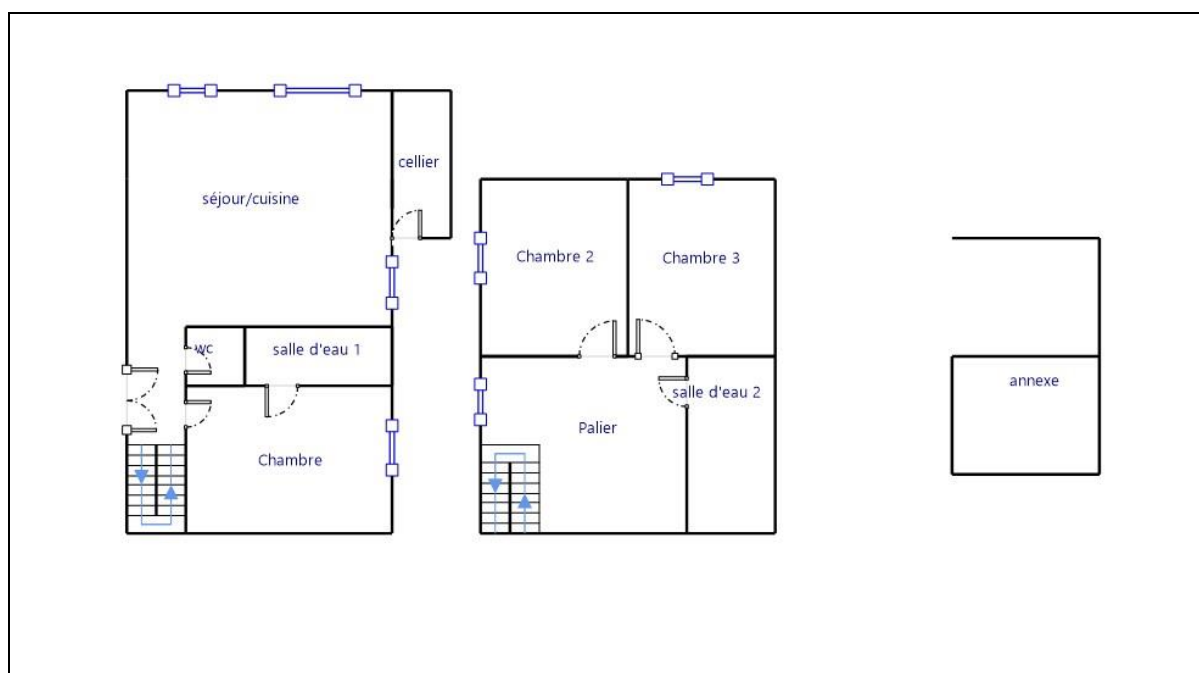 cellier
séjour/cuisine
wc
salle d'eau 1
Chambre
Chambre 2
Chambre 3
salle d'eau 2
Palier
annexe